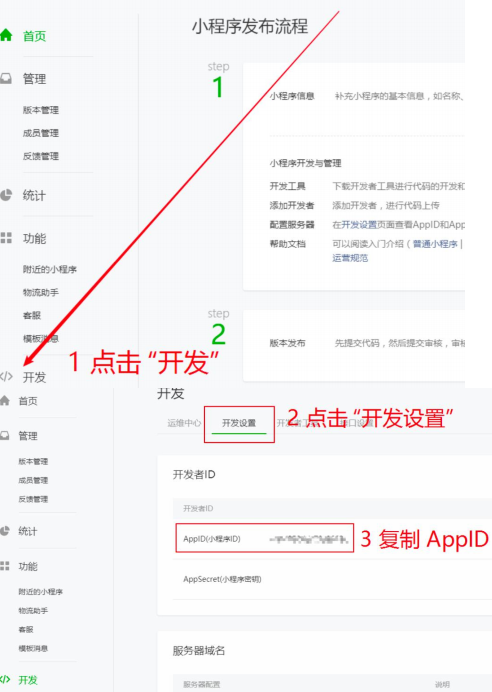 小程序发布流程
首页
管理
版本管理
成员管理
反馈管理
统计
功能
附近的小程序
物流助手
客服
模板消息
开发
step
1
小程序信息 补充小程序的基本信息，如名称、
小程序开发与管理
开发工具 下载开发者工具进行代码的开发和
添加开发者 添加开发者，进行代码上传
配置服务器 在开发设置页面查看AppID和App
帮助文档 可以阅读入门介绍（普通小程序|
运营规范
step
2
版本发布 先提交代码，然后提交审核，审核
1 点击 “开发”
首页
管理
版本管理
成员管理
反馈管理
统计
功能
附近的小程序
物流助手
客服
模板消息
开发
开发
运维中心 开发设置
2 点击 “开发设置”
开发者ID
开发者ID
AppID(小程序ID)
3 复制 AppID
AppSecret(小程序密钥)
服务器域名
服务器配置 说明